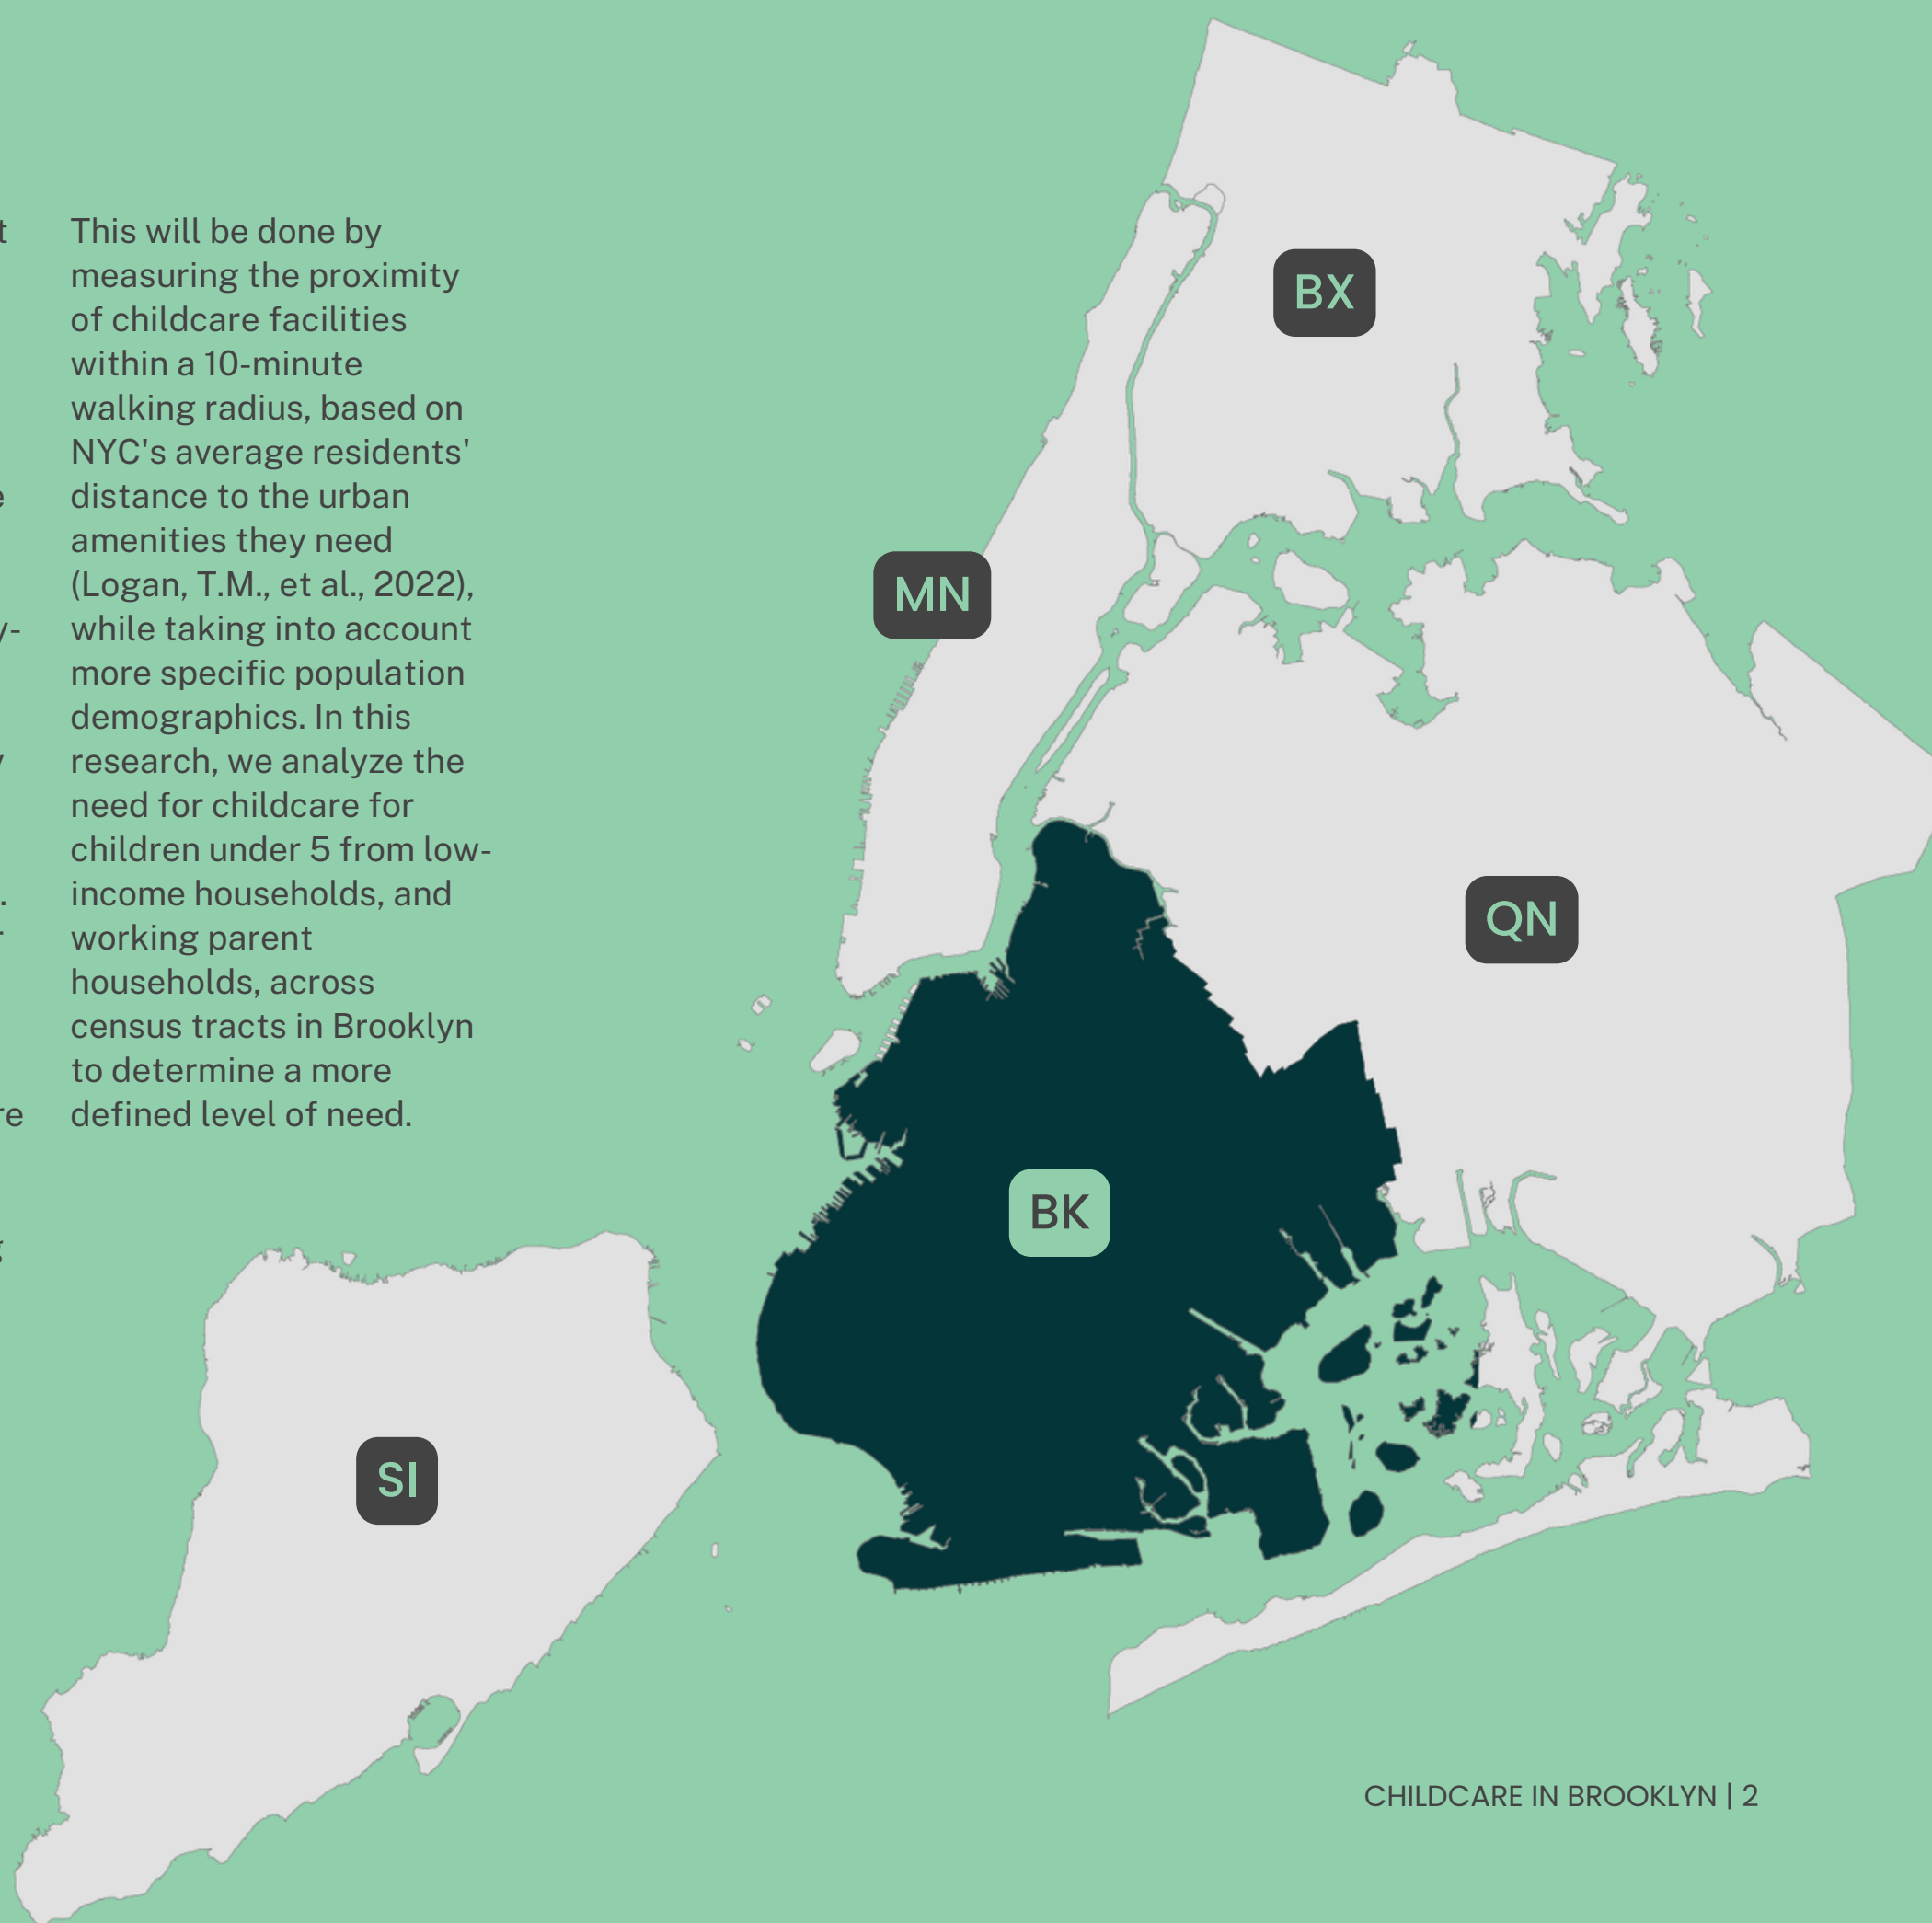 This will be done by
measuring the proximity
of childcare facilities
within a 10-minute
walking radius, based on
NYC's average residents'
distance to the urban
amenities they need
(Logan, T.M., et al., 2022),
while taking into account
more specific population
demographics. In this
research, we analyze the
need for childcare for
children under 5 from low-
income households, and
working parent
households, across
census tracts in Brooklyn
to determine a more
defined level of need.
BX
MN
QN
BK
SI
CHILDCARE IN BROOKLYN | 2